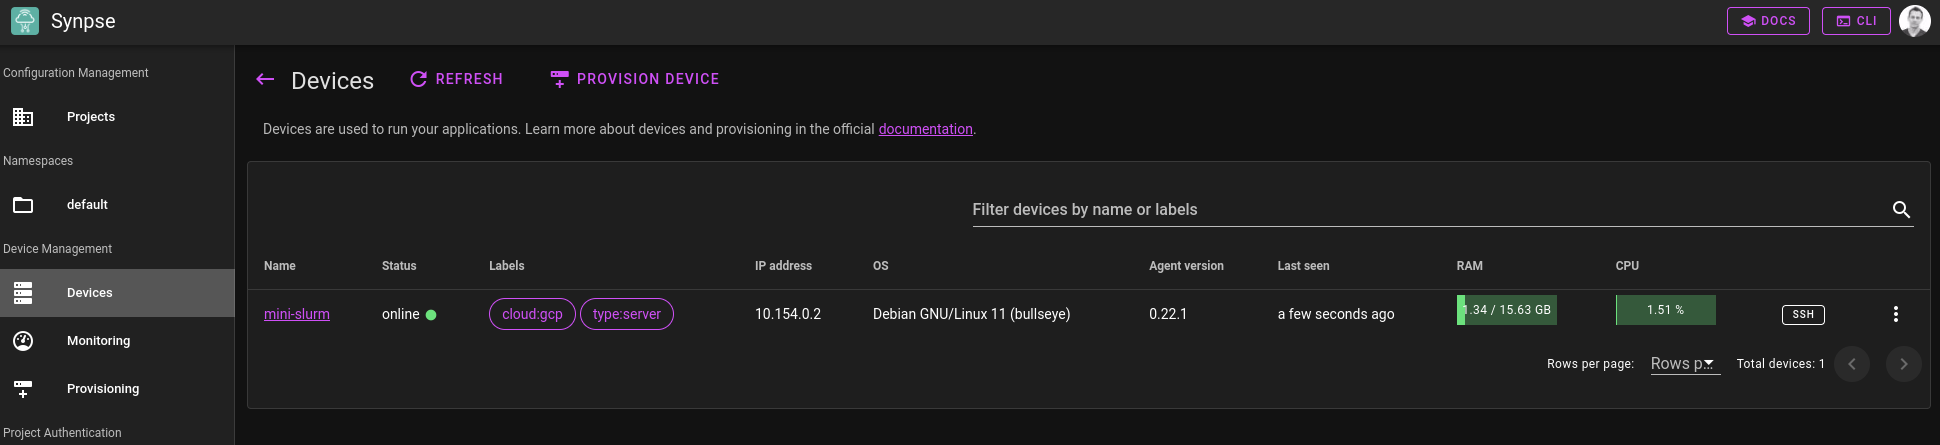 Synpse
DOCS
CLI
Configuration Management
Projects
Namespaces
default
Device Management
Devices
Monitoring
Provisioning
Project Authentication
Devices
REFRESH
PROVISION DEVICE
Devices are used to run your applications. Learn more about devices and provisioning in the official documentation.
Filter devices by name or labels
Name Status Labels IP address OS Agent version Last seen RAM CPU
mini-slurm online cloud:gcp type:server 10.154.0.2 Debian GNU/Linux 11 (bullseye) 0.22.1 a few seconds ago 1.34 / 15.63 GB 1.51 % SSH
Rows per page: Rows p... Total devices: 1